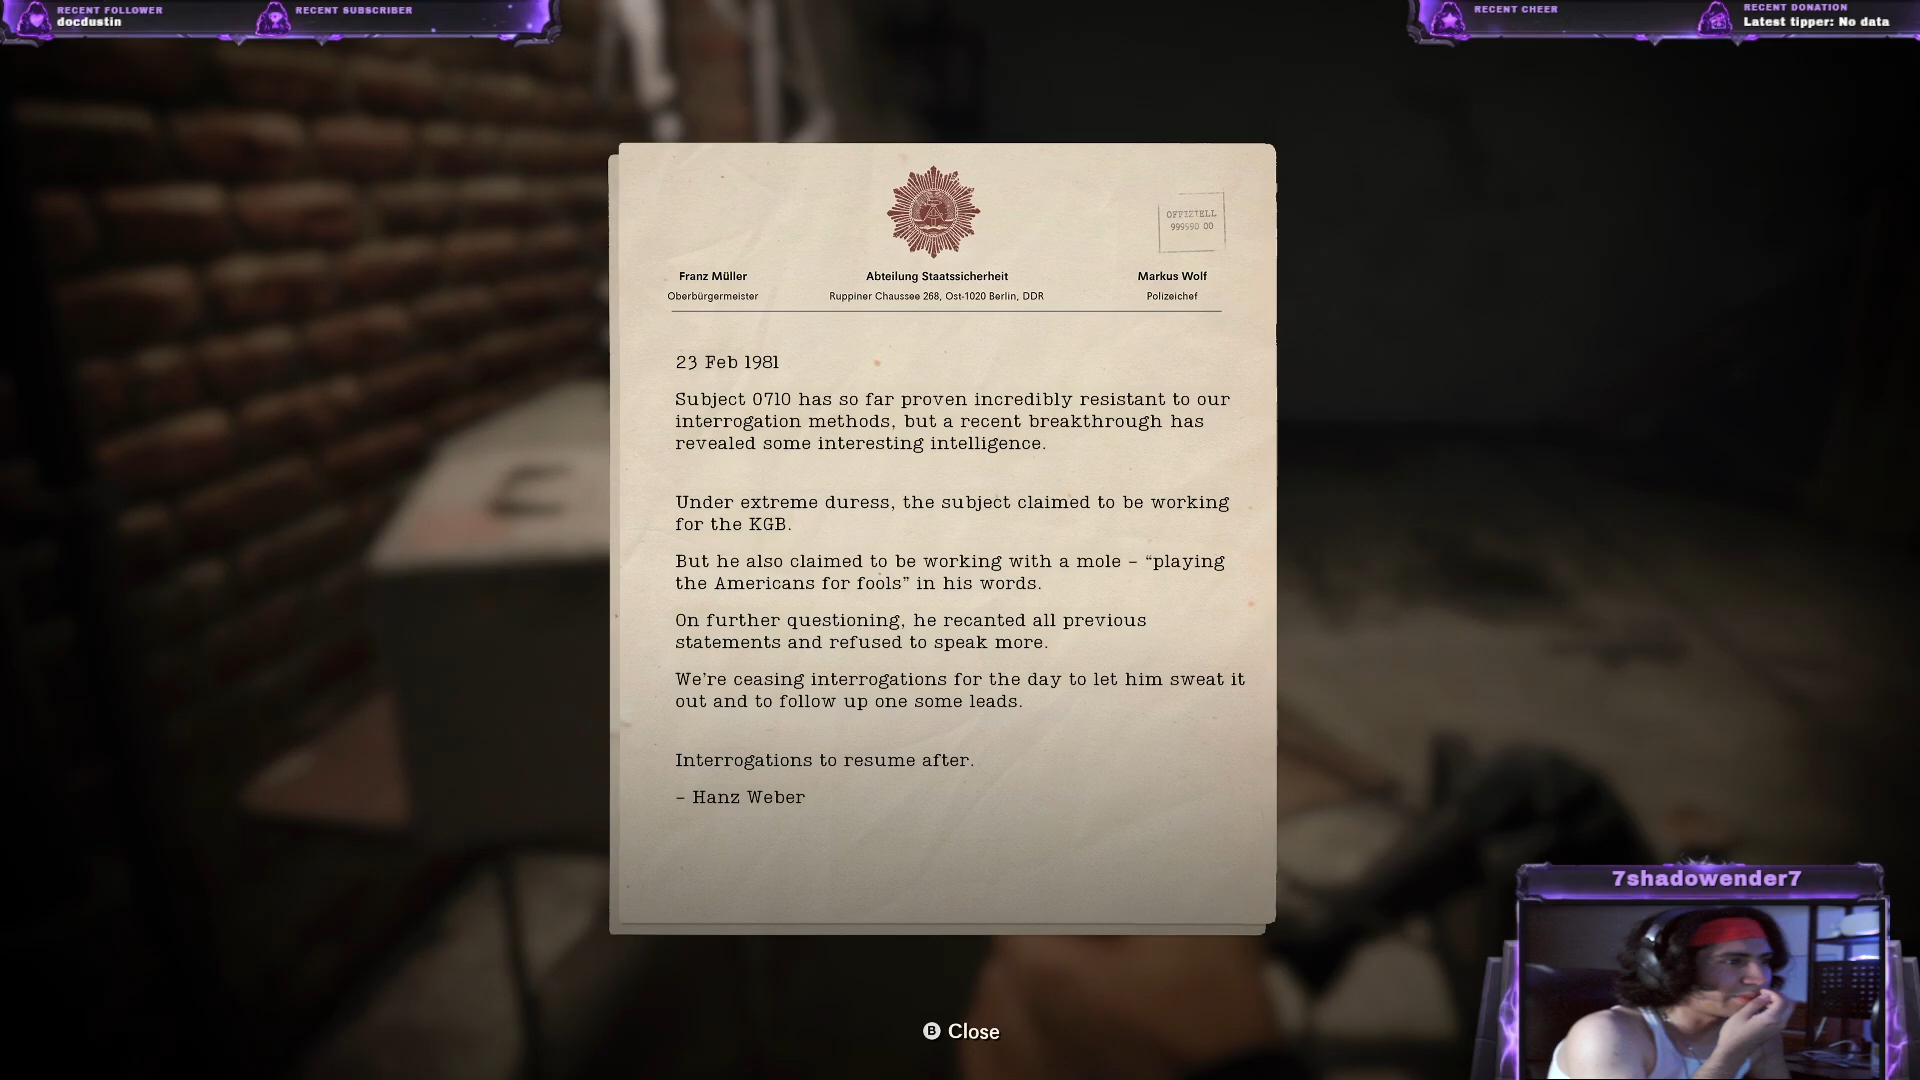 RECENT FOLLOWER
docdustin
RECENT SUBSCRIBER
RECENT CHEER
RECENT DONATION
Latest tipper: No data
OFFIZIELL
999990 00
Franz Müller
Oberbürgermeister
Abteilung Staatssicherheit
Ruppiner Chaussee 268, Ost-1020 Berlin, DDR
Markus Wolf
Polizeichef
23 Feb 1981
Subject 0710 has so far proven incredibly resistant to our
interrogation methods, but a recent breakthrough has
revealed some interesting intelligence.
Under extreme duress, the subject claimed to be working
for the KGB.
But he also claimed to be working with a mole – “playing
the Americans for fools” in his words.
On further questioning, he recanted all previous
statements and refused to speak more.
We’re ceasing interrogations for the day to let him sweat it
out and to follow up one some leads.
Interrogations to resume after.
– Hanz Weber
B Close
7shadowender7